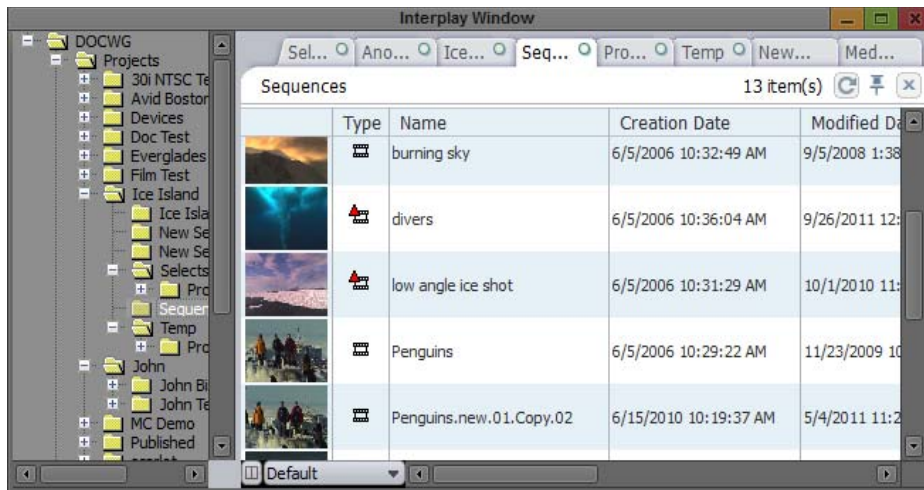 Interplay Window
DOCWG
Projects
30i NTSC Te
Avid Boston
Devices
Doc Test
Everglades
Film Test
Ice Island
Ice Isla
New Se
New Se
Selects
Pro
Sequer
Temp
Pro
John
John Bi
John Te
MC Demo
Published
Sel... Ano... Ice... Seq... Pro... Temp New... Med...
Sequences 13 item(s)
Type Name Creation Date Modified Da
burning sky 6/5/2006 10:32:49 AM 9/5/2008 1:38
divers 6/5/2006 10:36:04 AM 9/26/2011 12:
low angle ice shot 6/5/2006 10:31:29 AM 10/1/2010 11:
Penguins 6/5/2006 10:29:22 AM 11/23/2009 10
Penguins.new.01.Copy.02 6/15/2010 10:19:37 AM 5/4/2011 11:2
Default